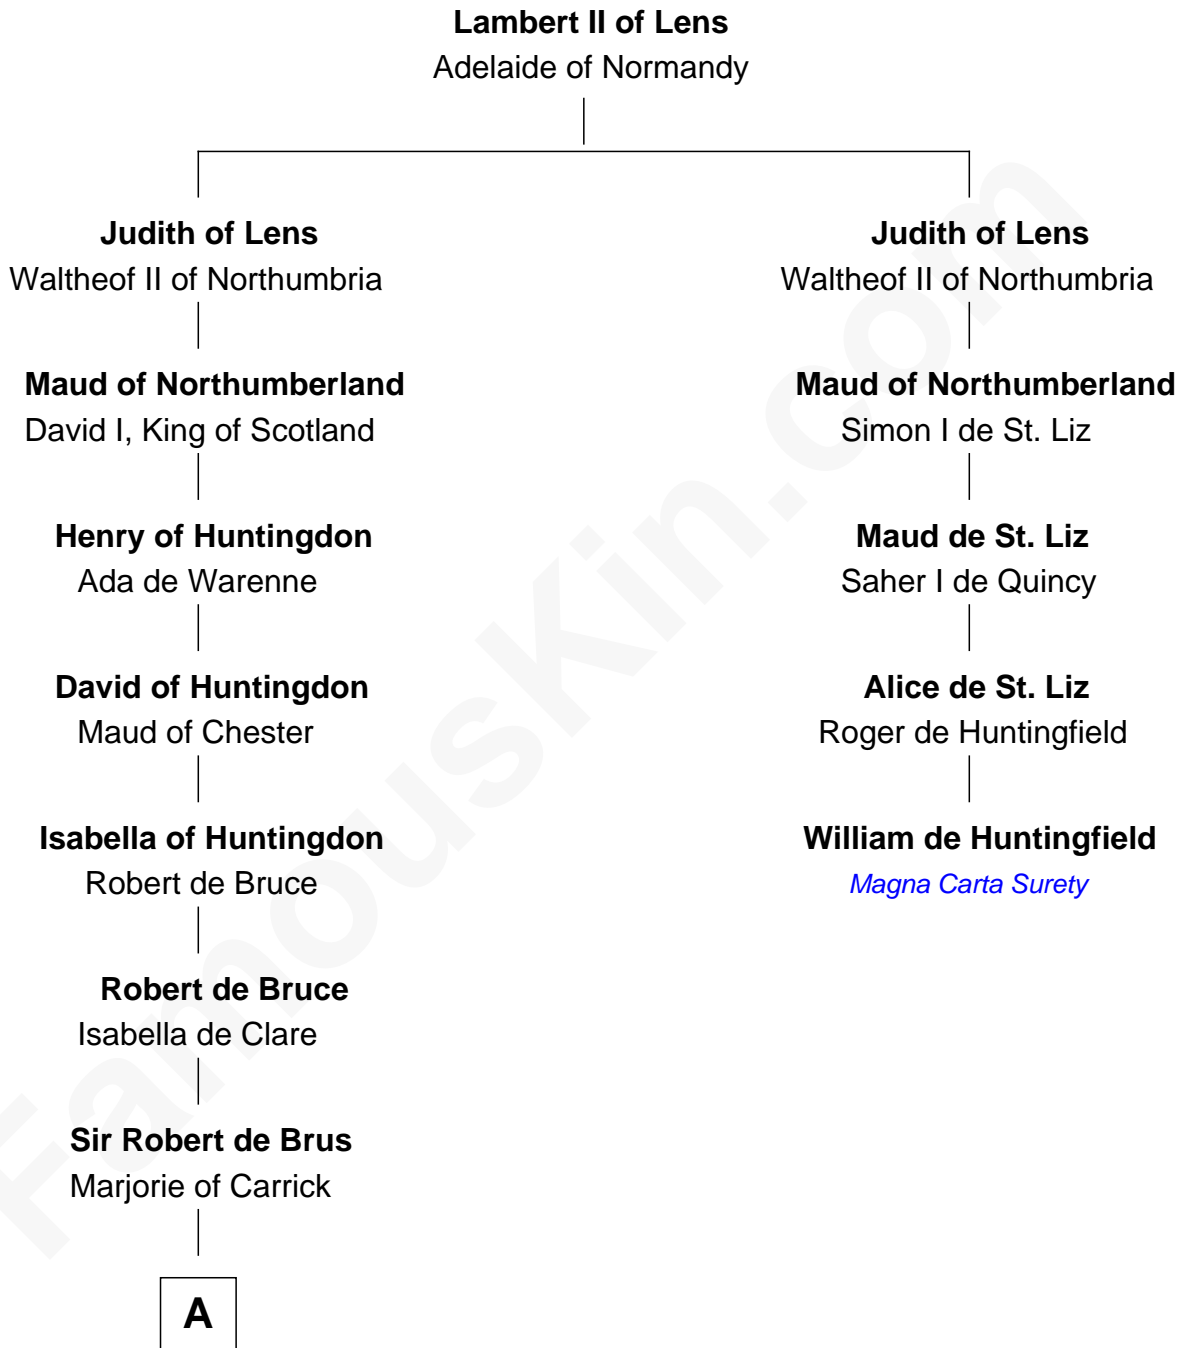 Lambert II of Lens
Adelaide of Normandy
Judith of Lens
Waltheof II of Northumbria
Maud of Northumberland
David I, King of Scotland
Henry of Huntingdon
Ada de Warenne
David of Huntingdon
Maud of Chester
Isabella of Huntingdon
Robert de Bruce
Robert de Bruce
Isabella de Clare
Sir Robert de Brus
Marjorie of Carrick
A
Judith of Lens
Waltheof II of Northumbria
Maud of Northumberland
Simon I de St. Liz
Maud de St. Liz
Saher I de Quincy
Alice de St. Liz
Roger de Huntingfield
William de Huntingfield
Magna Carta Surety
FamousKin.com